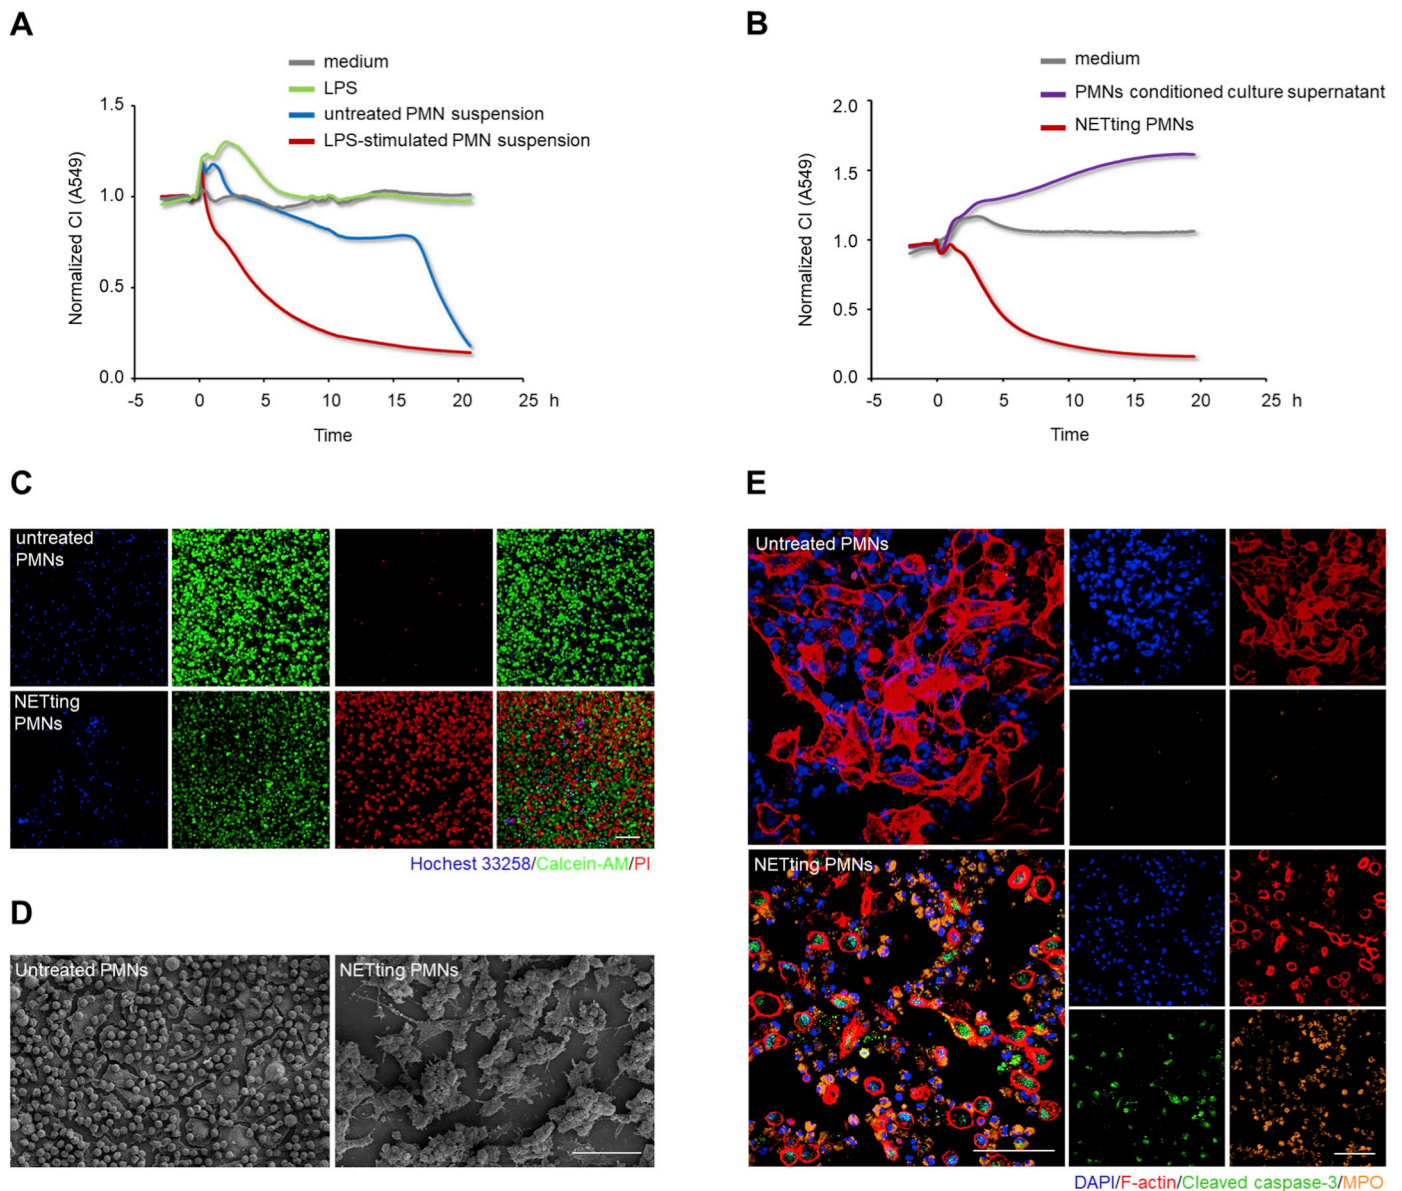 A
medium
LPS
untreated PMN suspension
LPS-stimulated PMN suspension
1.5
1.0
0.5
0.0
Normalized CI (A549)
-5 0 5 10 15 20 25 h
Time
B
medium
PMNs conditioned culture supernatant
NETting PMNs
2.0
1.5
1.0
0.5
0.0
Normalized CI (A549)
-5 0 5 10 15 20 25 h
Time
C
untreated
PMNs
NETting
PMNs
Hochest 33258/Calcein-AM/PI
D
Untreated PMNs
NETting PMNs
E
Untreated PMNs
NETting PMNs
DAPI/F-actin/Cleaved caspase-3/MPO